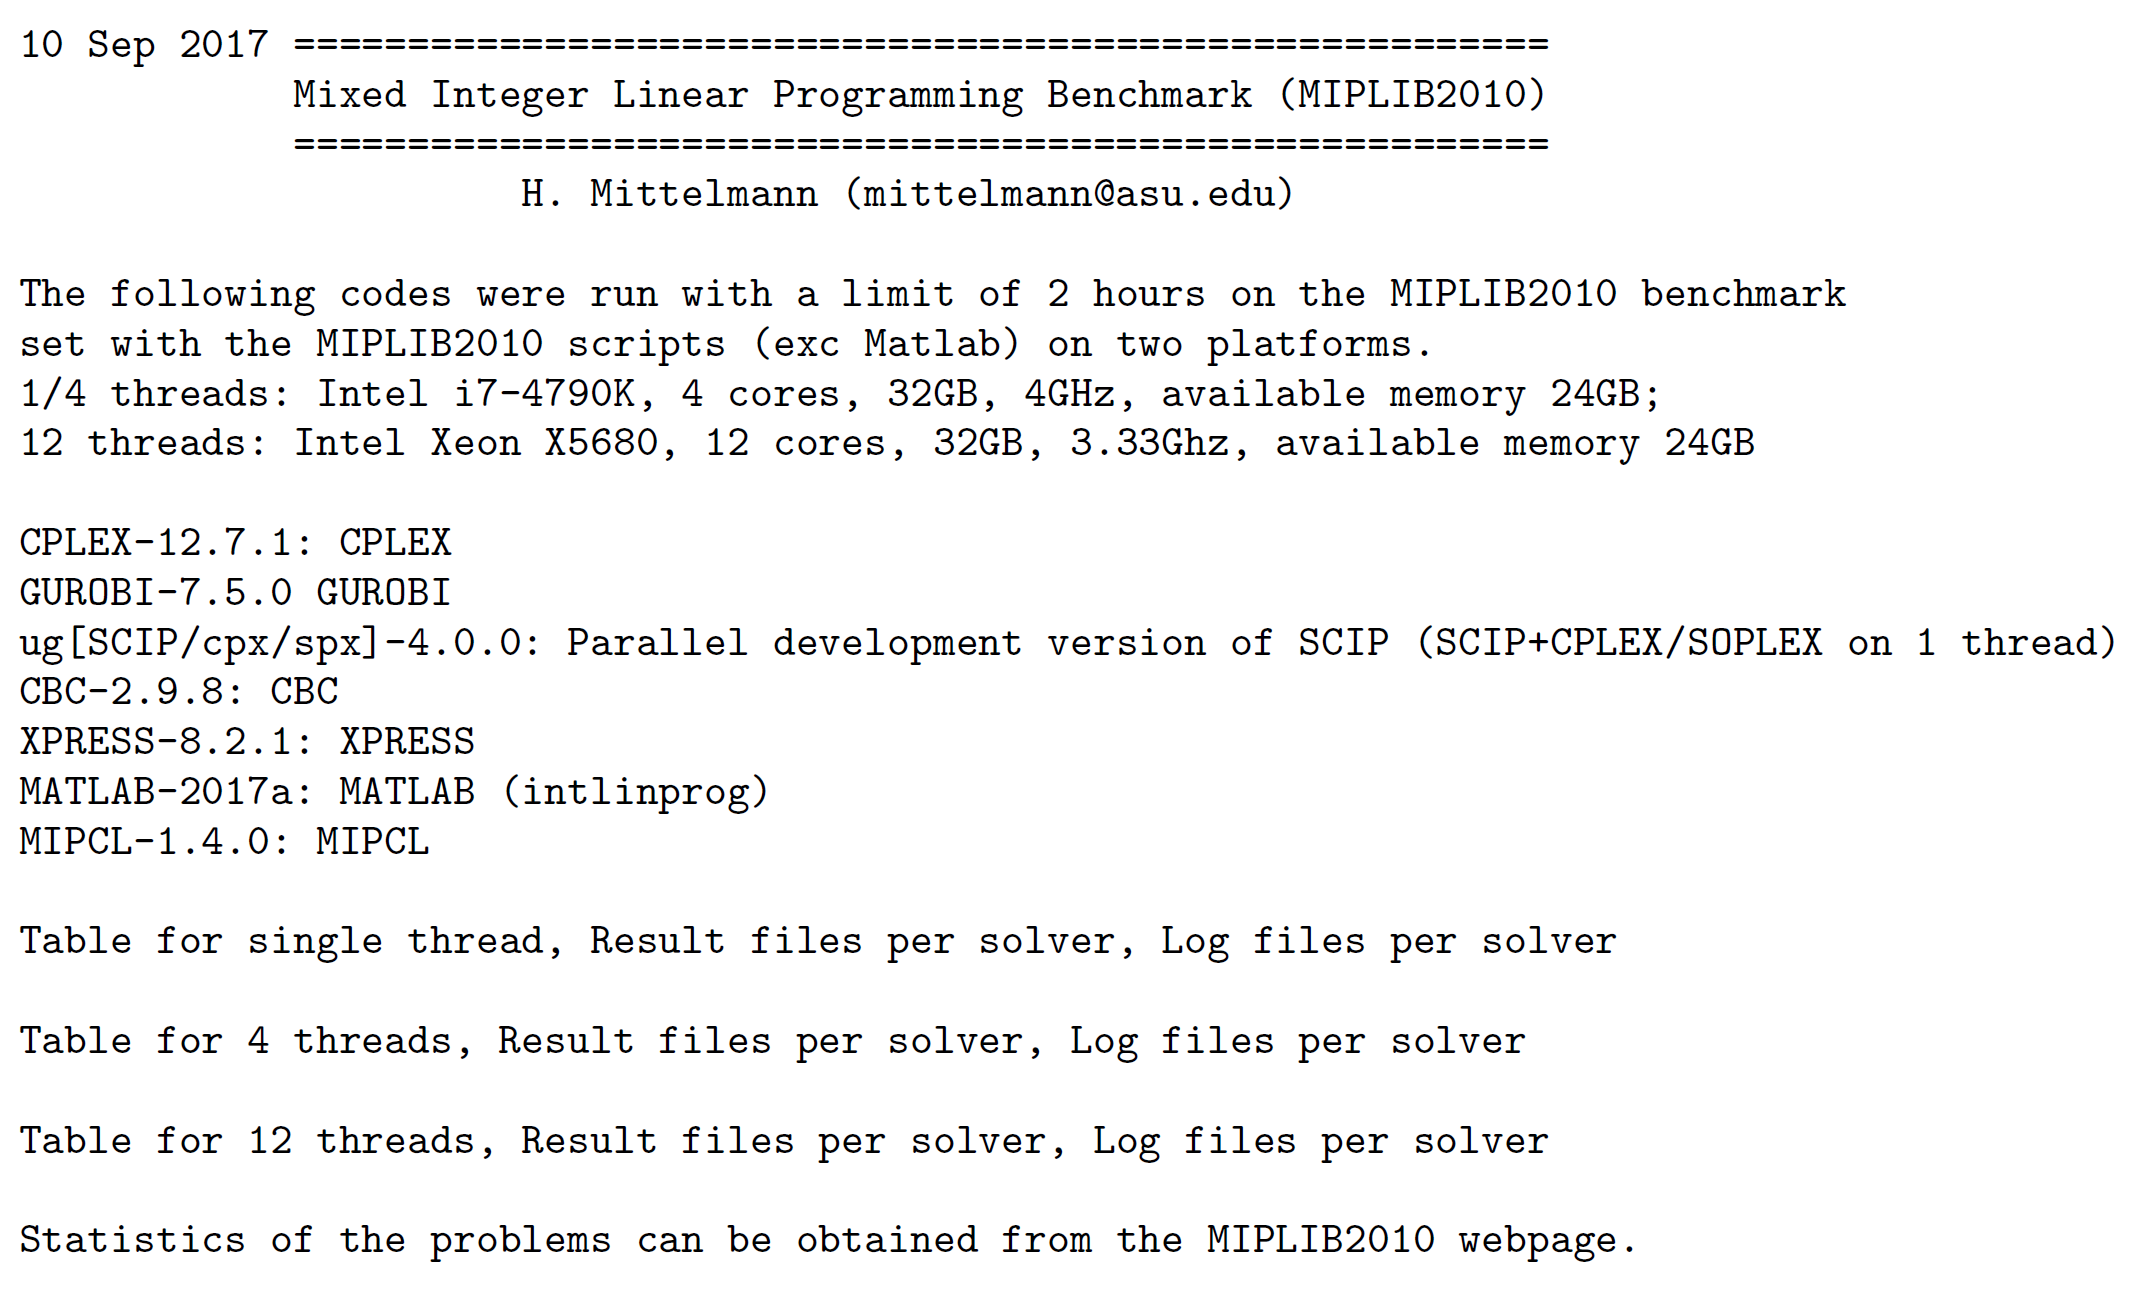 10 Sep 2017 =======================================================
Mixed Integer Linear Programming Benchmark (MIPLIB2010)
=======================================================
H. Mittelmann (mittelmann@asu.edu)
The following codes were run with a limit of 2 hours on the MIPLIB2010 benchmark
set with the MIPLIB2010 scripts (exc Matlab) on two platforms.
1/4 threads: Intel i7-4790K, 4 cores, 32GB, 4GHz, available memory 24GB;
12 threads: Intel Xeon X5680, 12 cores, 32GB, 3.33Ghz, available memory 24GB
CPLEX-12.7.1: CPLEX
GUROBI-7.5.0 GUROBI
ug[SCIP/cpx/spx]-4.0.0: Parallel development version of SCIP (SCIP+CPLEX/SOPLEX on 1 thread)
CBC-2.9.8: CBC
XPRESS-8.2.1: XPRESS
MATLAB-2017a: MATLAB (intlinprog)
MIPCL-1.4.0: MIPCL
Table for single thread, Result files per solver, Log files per solver
Table for 4 threads, Result files per solver, Log files per solver
Table for 12 threads, Result files per solver, Log files per solver
Statistics of the problems can be obtained from the MIPLIB2010 webpage.